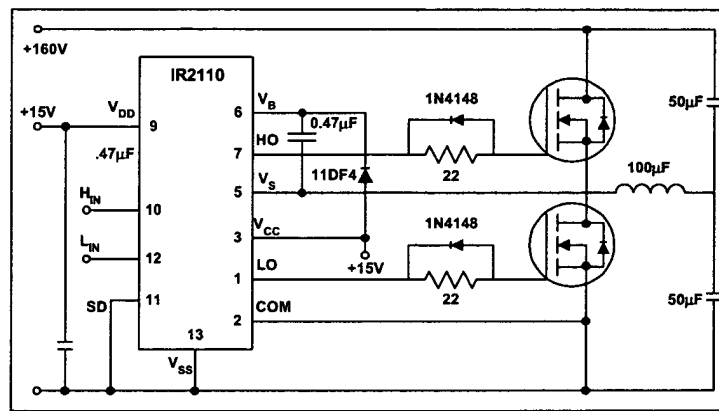 +160V
IR2110
+15V
V_DD
9
.47µF
H_IN
10
L_IN
12
SD
11
13
V_SS
6
V_B
0.47µF
7
HO
5
V_S
11DF4
3
V_CC
+15V
1
LO
2
COM
1N4148
22
1N4148
22
50µF
100µF
50µF